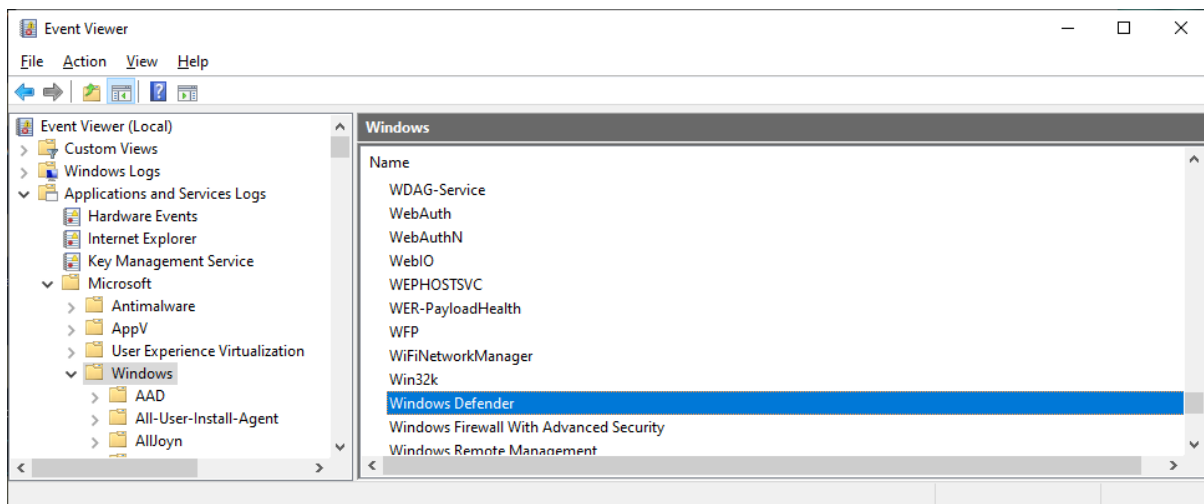 Event Viewer
File Action View Help
Event Viewer (Local)
Custom Views
Windows Logs
Applications and Services Logs
Hardware Events
Internet Explorer
Key Management Service
Microsoft
Antimalware
AppV
User Experience Virtualization
Windows
AAD
All-User-Install-Agent
AllJoyn
Windows
Name
WDAG-Service
WebAuth
WebAuthN
WebIO
WEPHOSTSVC
WER-PayloadHealth
WFP
WiFiNetworkManager
Win32k
Windows Defender
Windows Firewall With Advanced Security
Windows Remote Management